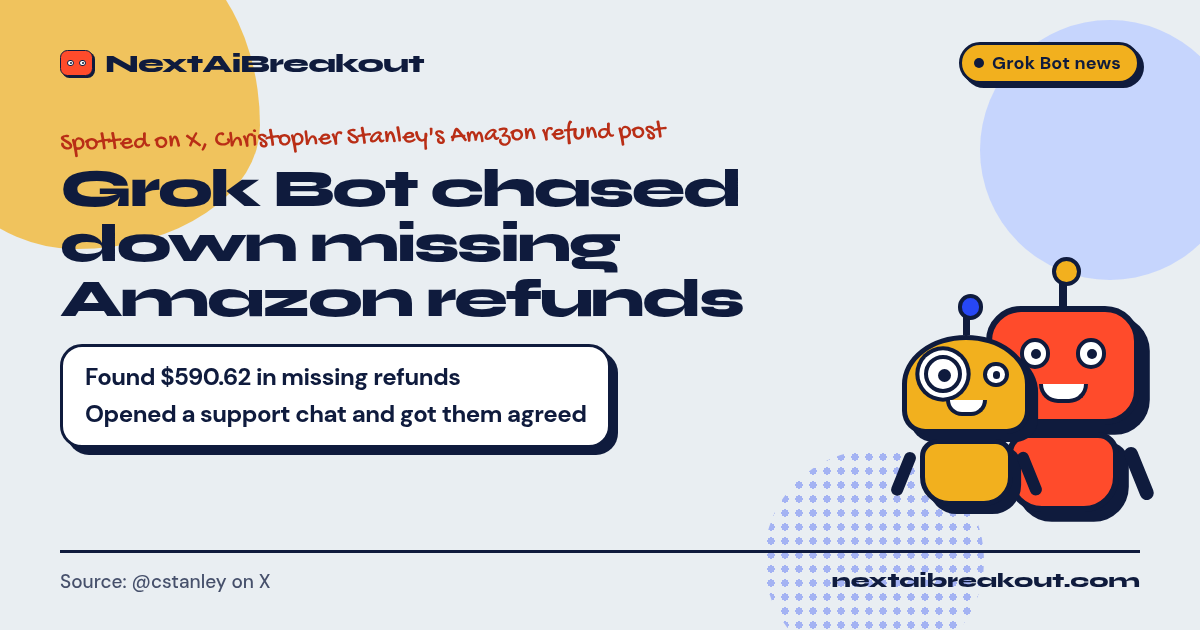 NextAiBreakout
Grok Bot news
Spotted on X, Christopher Stanley's Amazon refund post
Grok Bot chased
down missing
Amazon refunds
Found $590.62 in missing refunds
Opened a support chat and got them agreed
Source: @cstanley on X
nextaibreakout.com